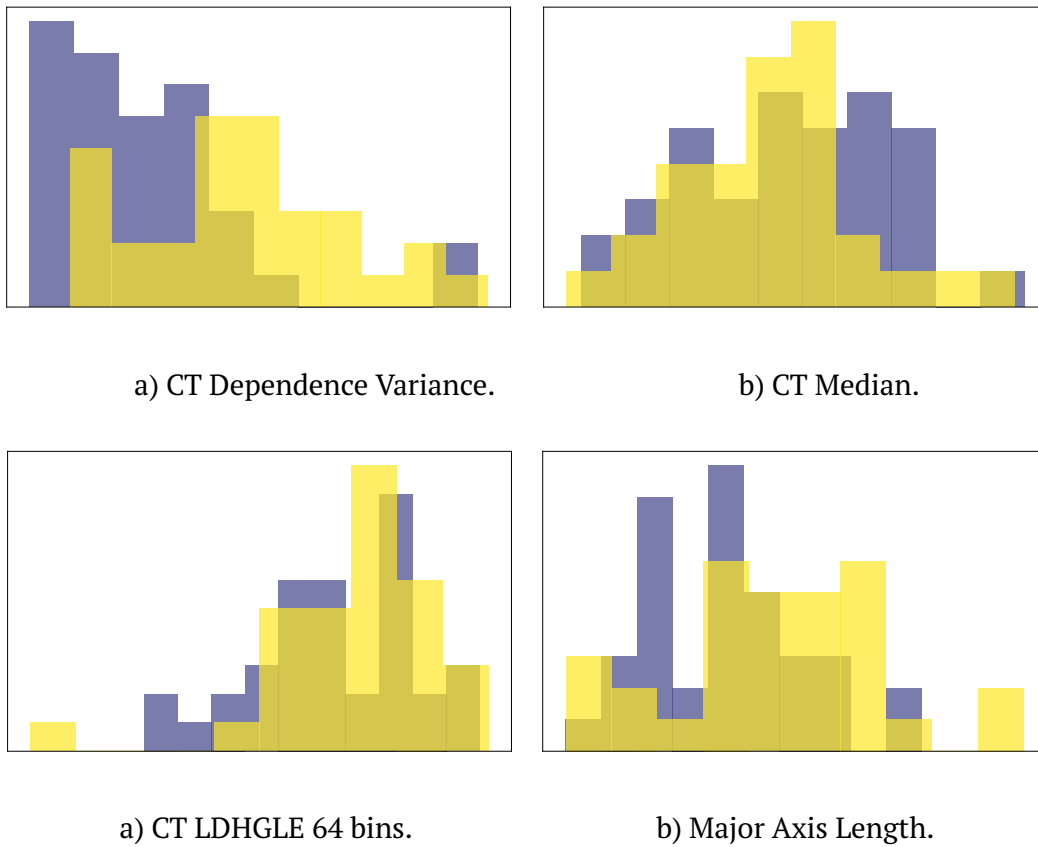 a) CT Dependence Variance.
b) CT Median.
a) CT LDHGLE 64 bins.
b) Major Axis Length.